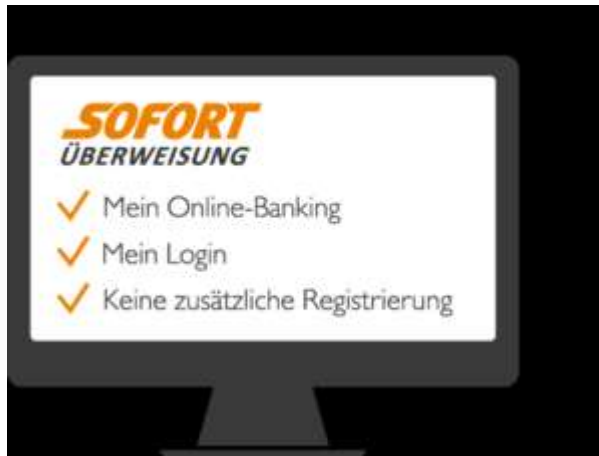 SOFORT
ÜBERWEISUNG
Mein Online-Banking
Mein Login
Keine zusätzliche Registrierung